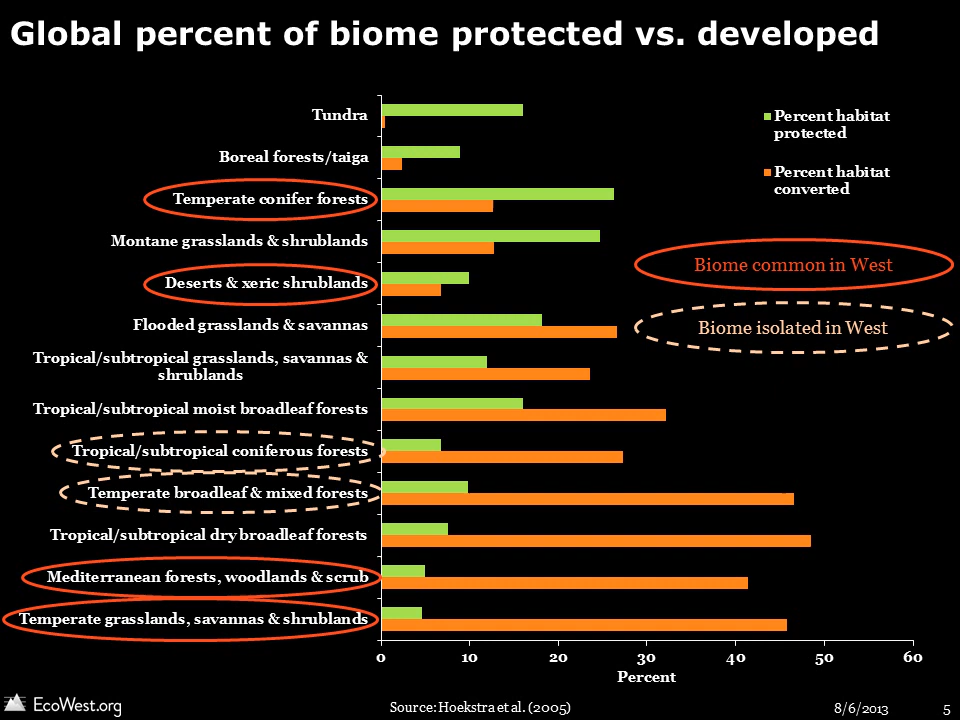 Global percent of biome protected vs. developed
Tundra
Boreal forests/taiga
Temperate conifer forests
Montane grasslands & shrublands
Deserts & xeric shrublands
Flooded grasslands & savannas
Tropical/subtropical grasslands, savannas &
shrublands
Tropical/subtropical moist broadleaf forests
Tropical/subtropical coniferous forests
Temperate broadleaf & mixed forests
Tropical/subtropical dry broadleaf forests
Mediterranean forests, woodlands & scrub
Temperate grasslands, savannas & shrublands
0 10 20 30 40 50 60
Percent
Percent habitat
protected
Percent habitat
converted
Biome common in West
Biome isolated in West
EcoWest.org
Source: Hoekstra et al. (2005)
8/6/2013
5